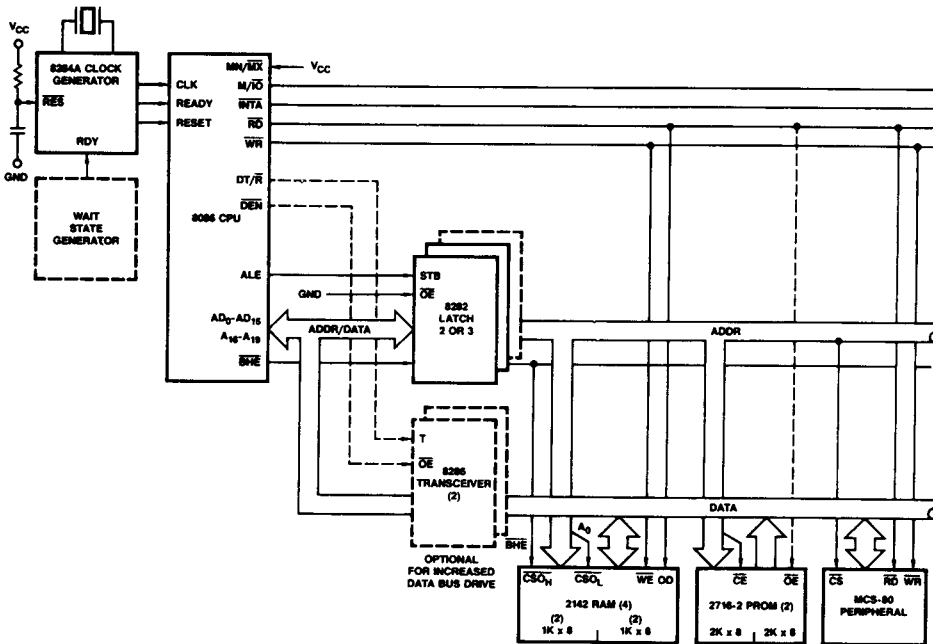 VCC
8284A CLOCK
GENERATOR
RES
RDY
GND
WAIT
STATE
GENERATOR
CLK
READY
RESET
8086 CPU
MN/MX
VCC
M/IO
INTA
RD
WR
DT/R
DEN
ALE
AD0-AD15
A16-A19
BHE
ADDR/DATA
GND
STB
OE
8282
LATCH
2 OR 3
ADDR
T
OE
8286
TRANSCEIVER
(2)
DATA
OPTIONAL
FOR INCREASED
DATA BUS DRIVE
BHE
A0
CSOH
CSOL
WE
OD
2142 RAM (4)
(2)
1K x 8
(2)
1K x 8
CE
OE
2716-2 PROM (2)
2K x 8
2K x 8
CS
RD
WR
MCS-80
PERIPHERAL